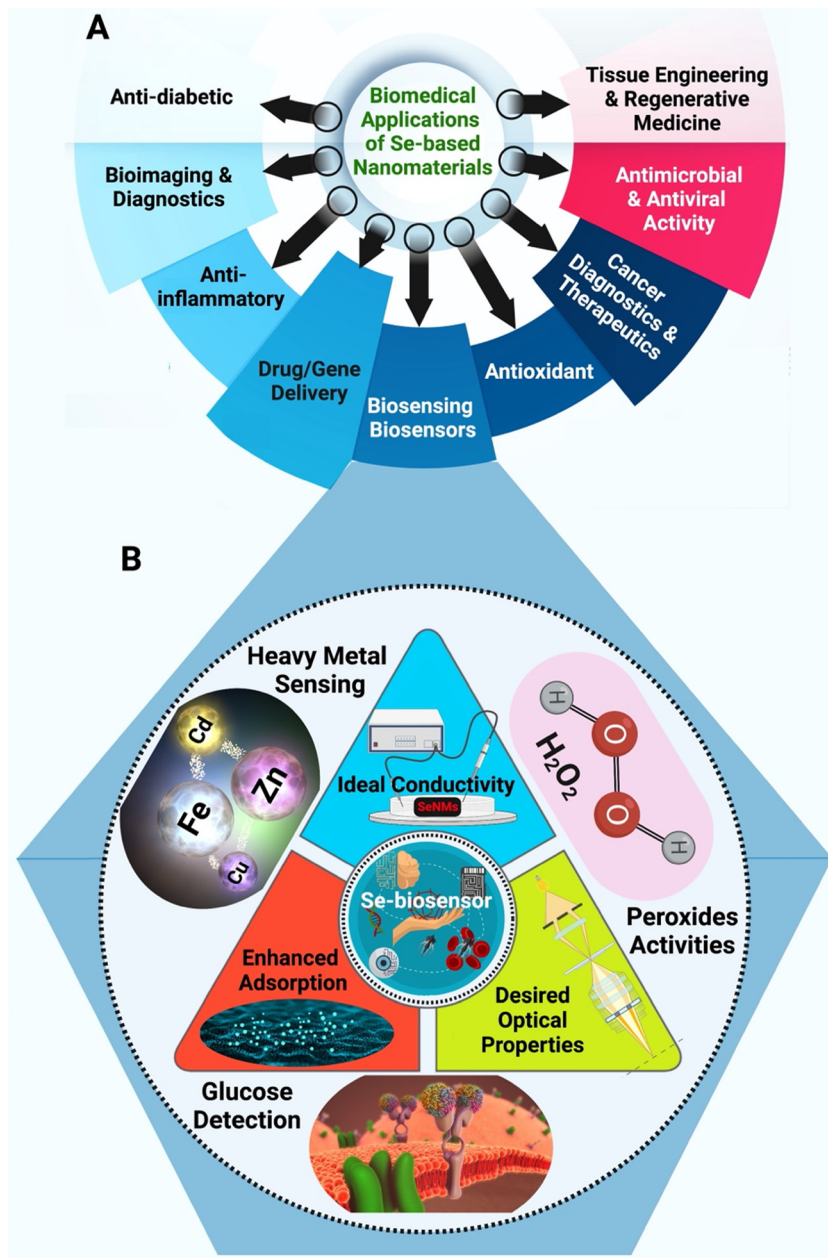 A
Biomedical
Applications
of Se-based
Nanomaterials
Anti-diabetic
Bioimaging &
Diagnostics
Anti-
inflammatory
Drug/Gene
Delivery
Biosensing
Biosensors
Antioxidant
Cancer
Diagnostics &
Therapeutics
Antimicrobial
& Antiviral
Activity
Tissue Engineering
& Regenerative
Medicine
B
Heavy Metal
Sensing
Cd
Zn
Fe
Cu
Ideal Conductivity
SeNMs
H
O
O
H
H₂O₂
Peroxides
Activities
Se-biosensor
Enhanced
Adsorption
Desired
Optical
Properties
Glucose
Detection